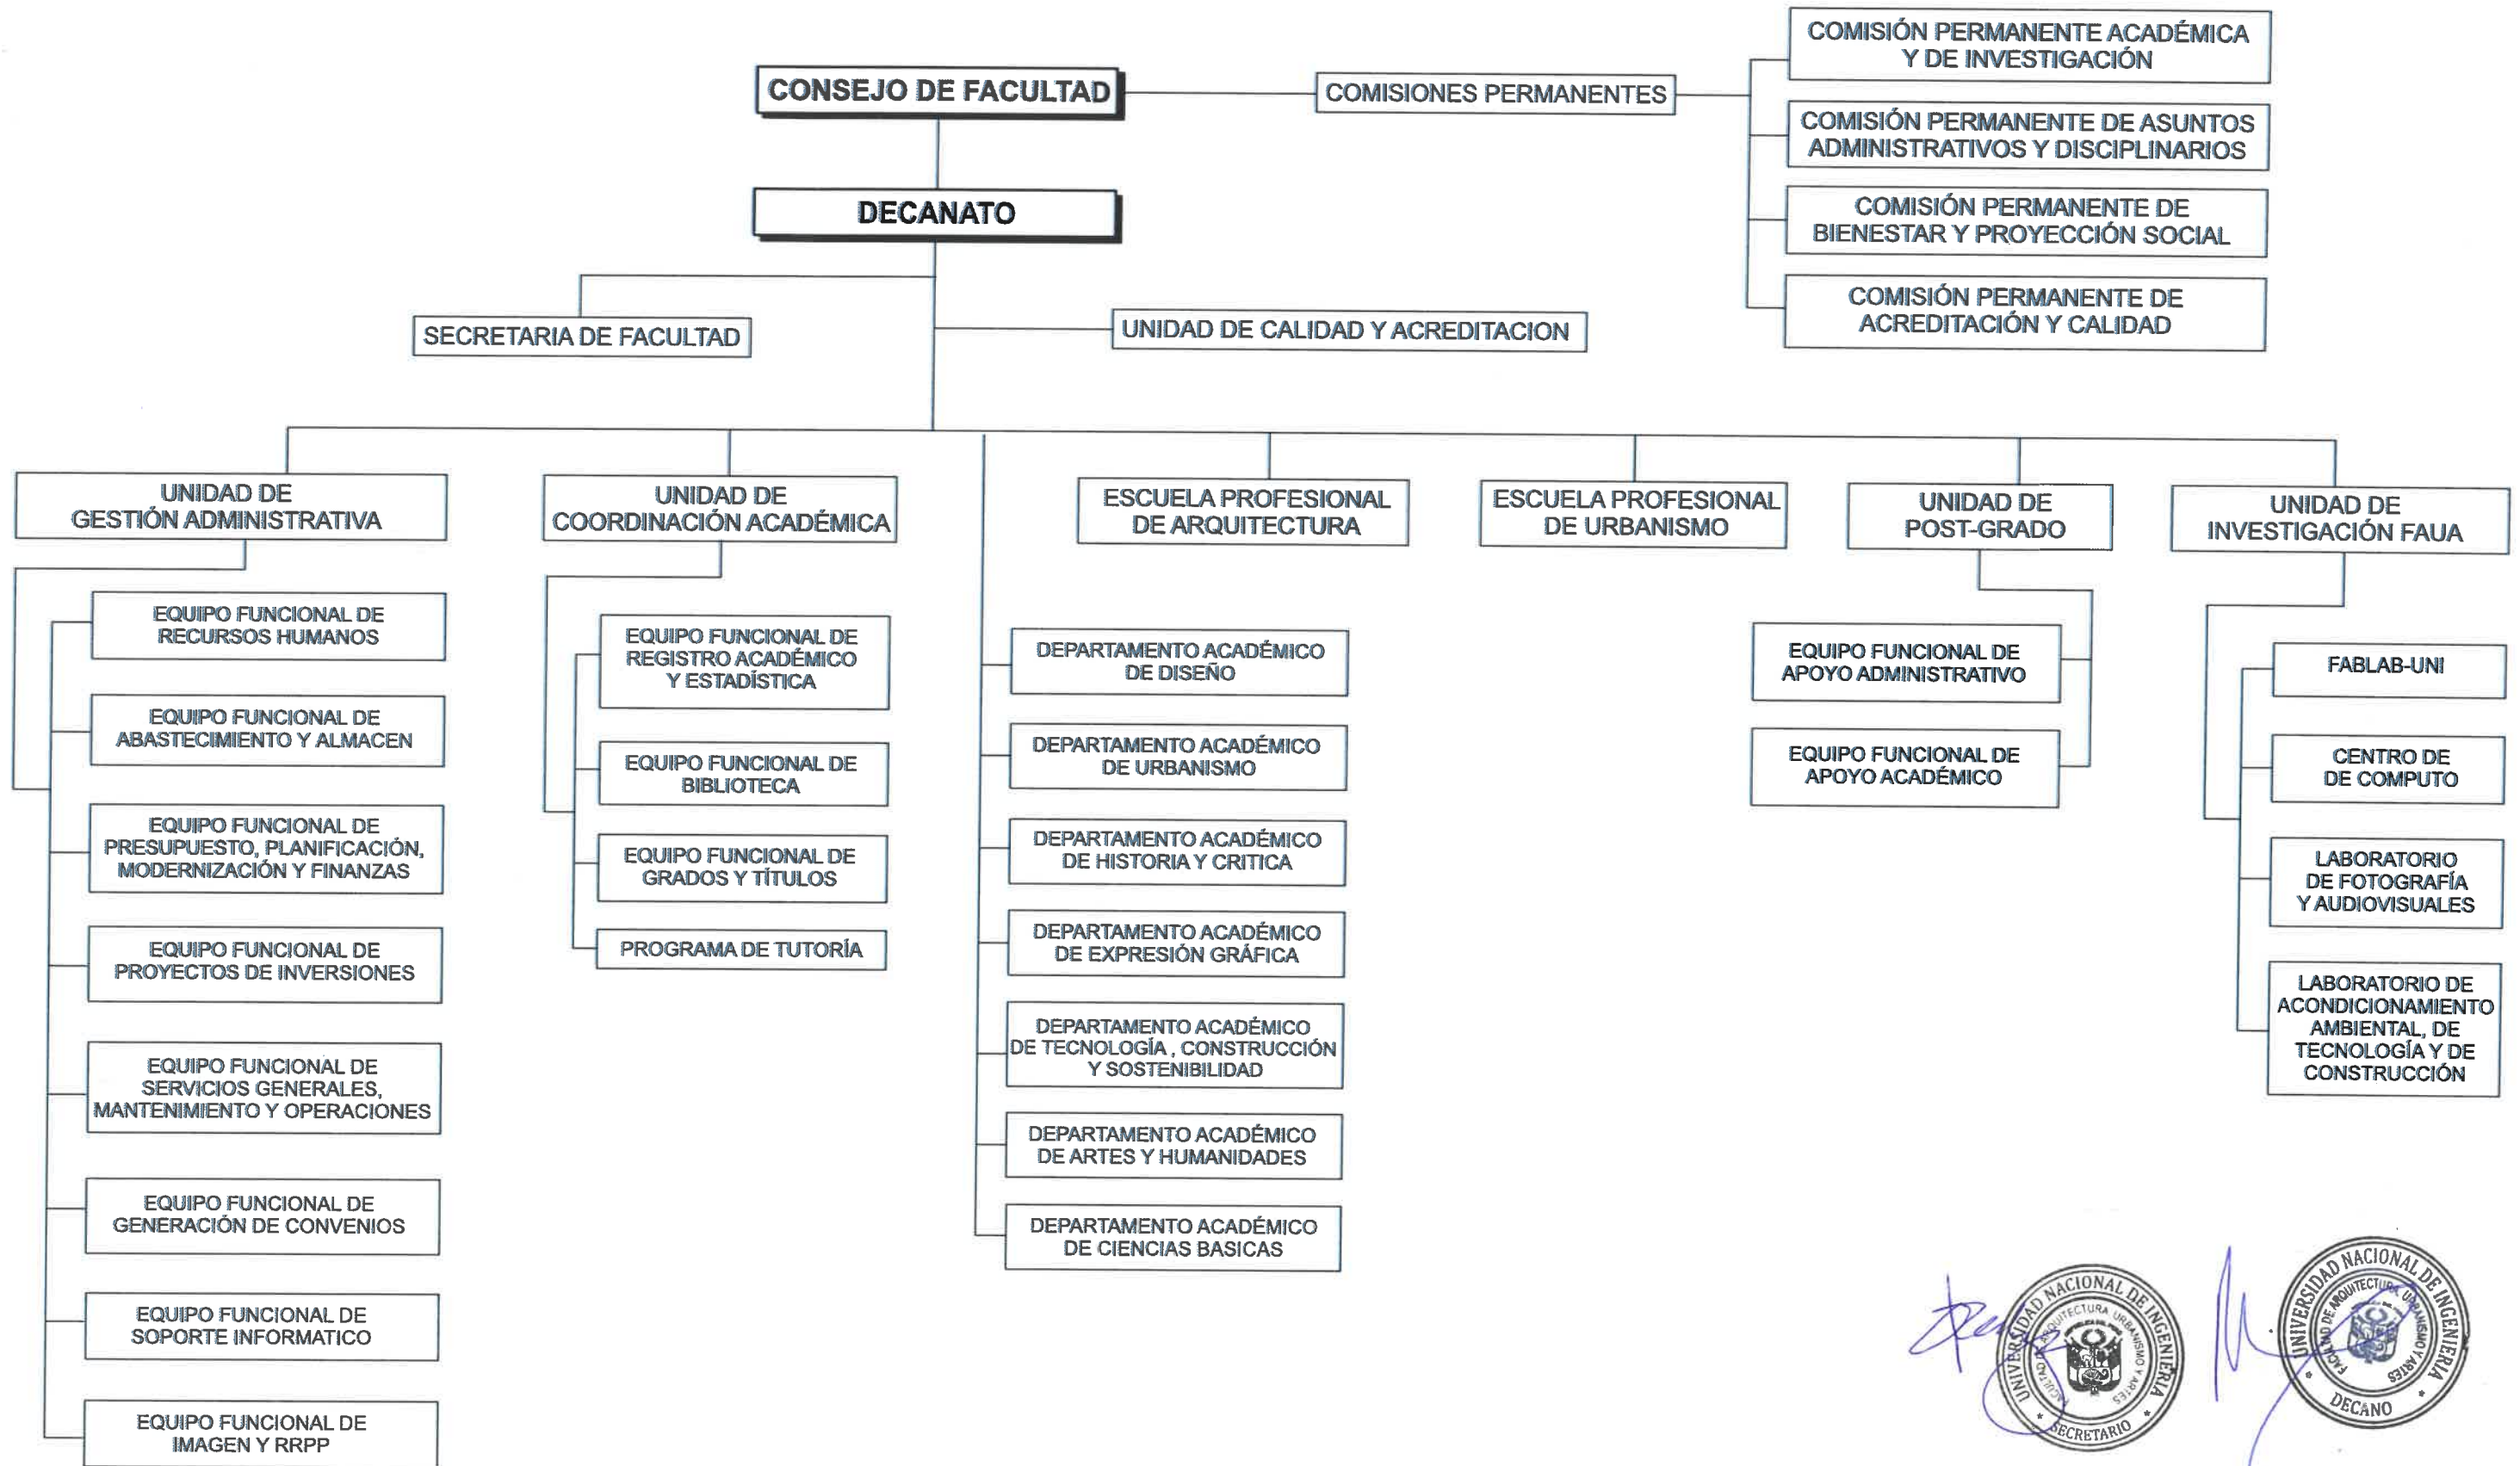 CONSEJO DE FACULTAD
COMISIONES PERMANENTES
COMISIÓN PERMANENTE ACADÉMICA
Y DE INVESTIGACIÓN
COMISIÓN PERMANENTE DE ASUNTOS
ADMINISTRATIVOS Y DISCIPLINARIOS
COMISIÓN PERMANENTE DE
BIENESTAR Y PROYECCIÓN SOCIAL
COMISIÓN PERMANENTE DE
ACREDITACIÓN Y CALIDAD
DECANATO
SECRETARIA DE FACULTAD
UNIDAD DE CALIDAD Y ACREDITACION
UNIDAD DE
GESTIÓN ADMINISTRATIVA
EQUIPO FUNCIONAL DE
RECURSOS HUMANOS
EQUIPO FUNCIONAL DE
ABASTECIMIENTO Y ALMACEN
EQUIPO FUNCIONAL DE
PRESUPUESTO, PLANIFICACIÓN,
MODERNIZACIÓN Y FINANZAS
EQUIPO FUNCIONAL DE
PROYECTOS DE INVERSIONES
EQUIPO FUNCIONAL DE
SERVICIOS GENERALES,
MANTENIMIENTO Y OPERACIONES
EQUIPO FUNCIONAL DE
GENERACIÓN DE CONVENIOS
EQUIPO FUNCIONAL DE
SOPORTE INFORMATICO
EQUIPO FUNCIONAL DE
IMAGEN Y RRPP
UNIDAD DE
COORDINACIÓN ACADÉMICA
EQUIPO FUNCIONAL DE
REGISTRO ACADÉMICO
Y ESTADÍSTICA
EQUIPO FUNCIONAL DE
BIBLIOTECA
EQUIPO FUNCIONAL DE
GRADOS Y TÍTULOS
PROGRAMA DE TUTORÍA
DEPARTAMENTO ACADÉMICO
DE DISEÑO
DEPARTAMENTO ACADÉMICO
DE URBANISMO
DEPARTAMENTO ACADÉMICO
DE HISTORIA Y CRITICA
DEPARTAMENTO ACADÉMICO
DE EXPRESIÓN GRÁFICA
DEPARTAMENTO ACADÉMICO
DE TECNOLOGÍA , CONSTRUCCIÓN
Y SOSTENIBILIDAD
DEPARTAMENTO ACADÉMICO
DE ARTES Y HUMANIDADES
DEPARTAMENTO ACADÉMICO
DE CIENCIAS BASICAS
ESCUELA PROFESIONAL
DE ARQUITECTURA
ESCUELA PROFESIONAL
DE URBANISMO
UNIDAD DE
POST-GRADO
EQUIPO FUNCIONAL DE
APOYO ADMINISTRATIVO
EQUIPO FUNCIONAL DE
APOYO ACADÉMICO
UNIDAD DE
INVESTIGACIÓN FAUA
FABLAB-UNI
CENTRO DE
DE COMPUTO
LABORATORIO
DE FOTOGRAFÍA
Y AUDIOVISUALES
LABORATORIO DE
ACONDICIONAMIENTO
AMBIENTAL, DE
TECNOLOGÍA Y DE
CONSTRUCCIÓN
UNIVERSIDAD NACIONAL DE INGENIERIA
FACULTAD DE ARQUITECTURA URBANISMO Y ARTES
SECRETARIO
UNIVERSIDAD NACIONAL DE INGENIERIA
FACULTAD DE ARQUITECTURA URBANISMO Y ARTES
DECANO